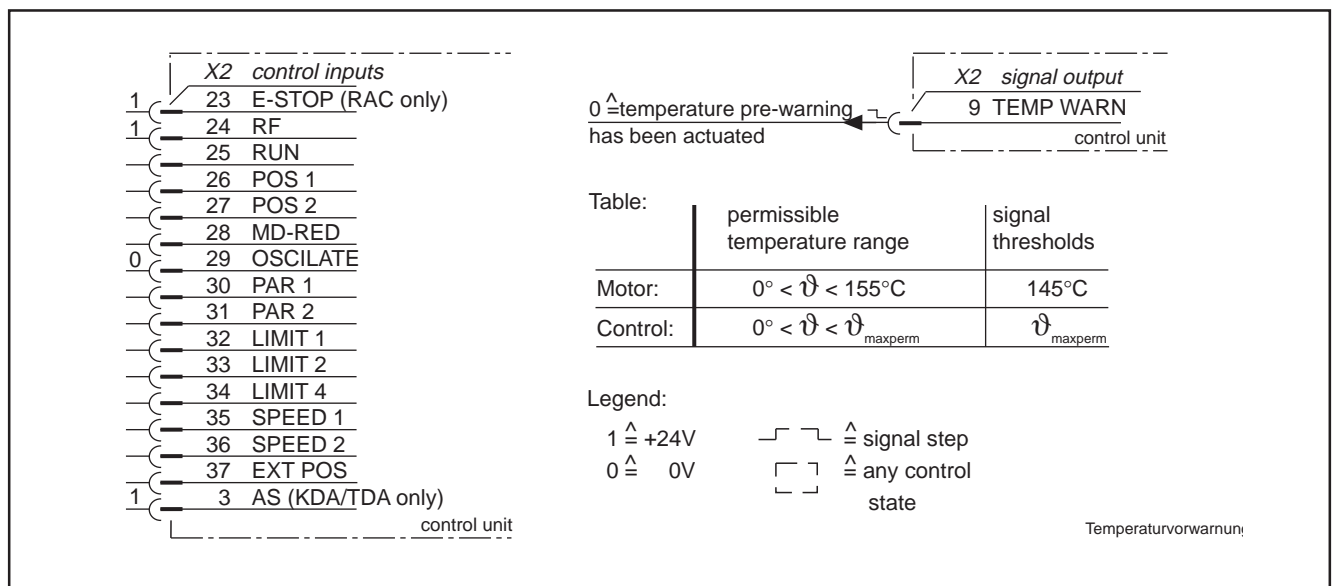 X2 control inputs
1 23 E-STOP (RAC only)
1 24 RF
25 RUN
26 POS 1
27 POS 2
28 MD-RED
0 29 OSCILATE
30 PAR 1
31 PAR 2
32 LIMIT 1
33 LIMIT 2
34 LIMIT 4
35 SPEED 1
36 SPEED 2
37 EXT POS
1 3 AS (KDA/TDA only)
control unit
X2 signal output
9 TEMP WARN
control unit
0 ≙temperature pre-warning
has been actuated
Table:
permissible temperature range
signal thresholds
Motor: 0° < ϑ < 155°C 145°C
Control: 0° < ϑ < ϑmaxperm ϑmaxperm
Legend:
1 ≙ +24V
0 ≙ 0V
≙ signal step
≙ any control
state
Temperaturvorwarnung